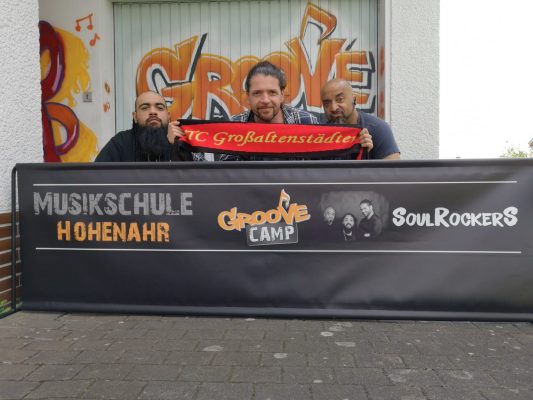 GROOVE
TC Großaltenstädten
MUSIKSCHULE
HOHENAHR
GROOVE
CAMP
SOULROCKERS